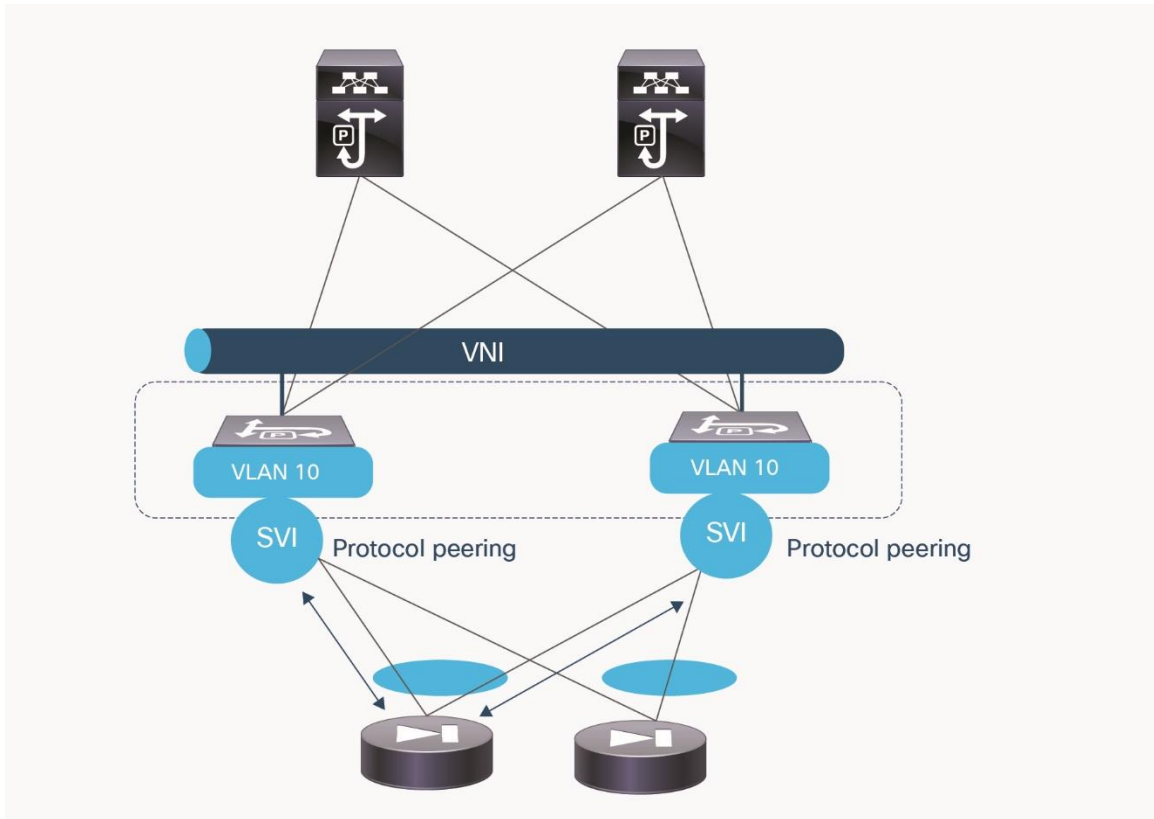 P
P
VNI
P
P
VLAN 10
VLAN 10
SVI
SVI
Protocol peering
Protocol peering